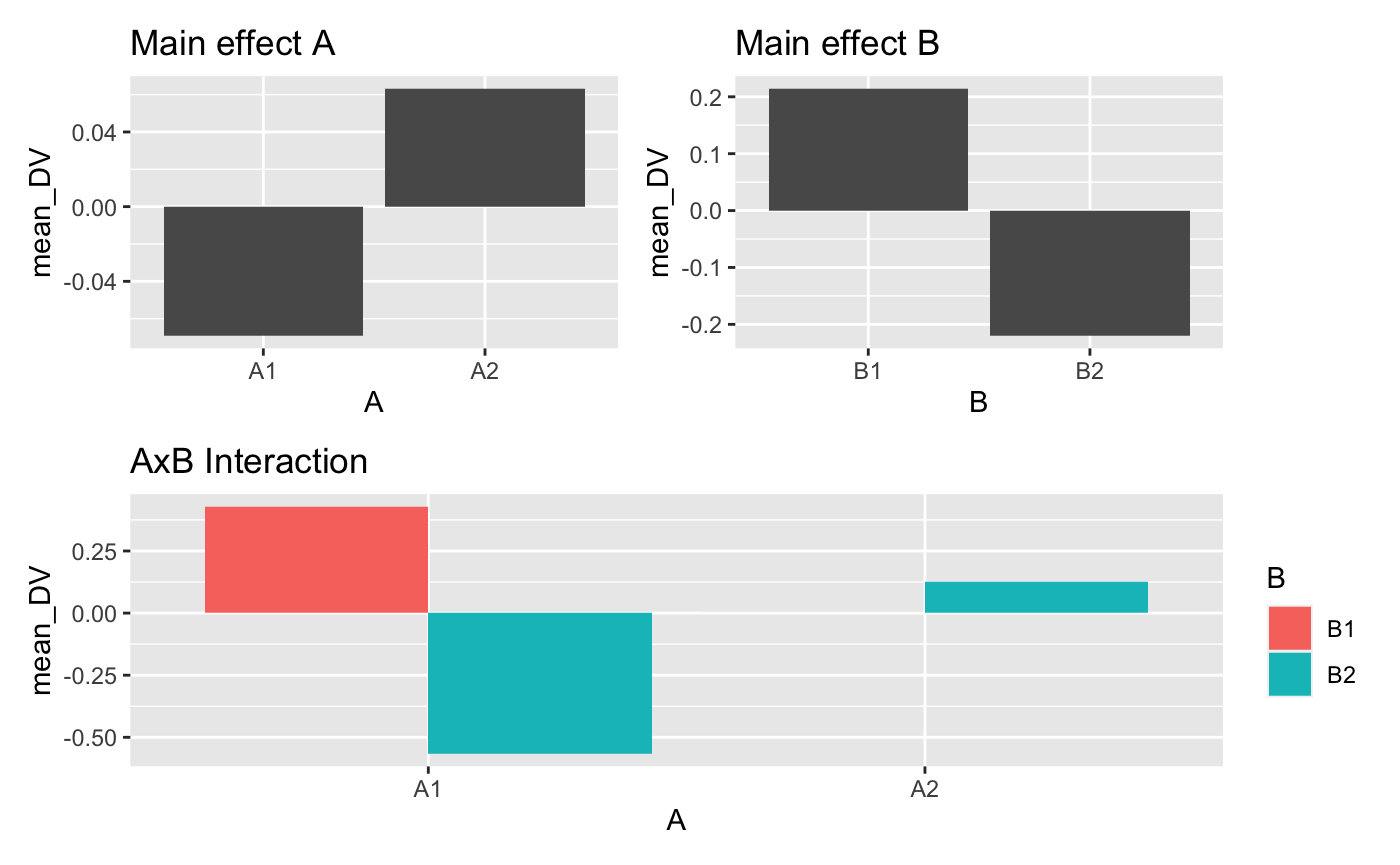 Main effect A
mean_DV
0.04
0.00
-0.04
A1 A2
A
Main effect B
mean_DV
0.2
0.1
0.0
-0.1
-0.2
B1 B2
B
AxB Interaction
mean_DV
0.25
0.00
-0.25
-0.50
A1 A2
A
B
B1
B2